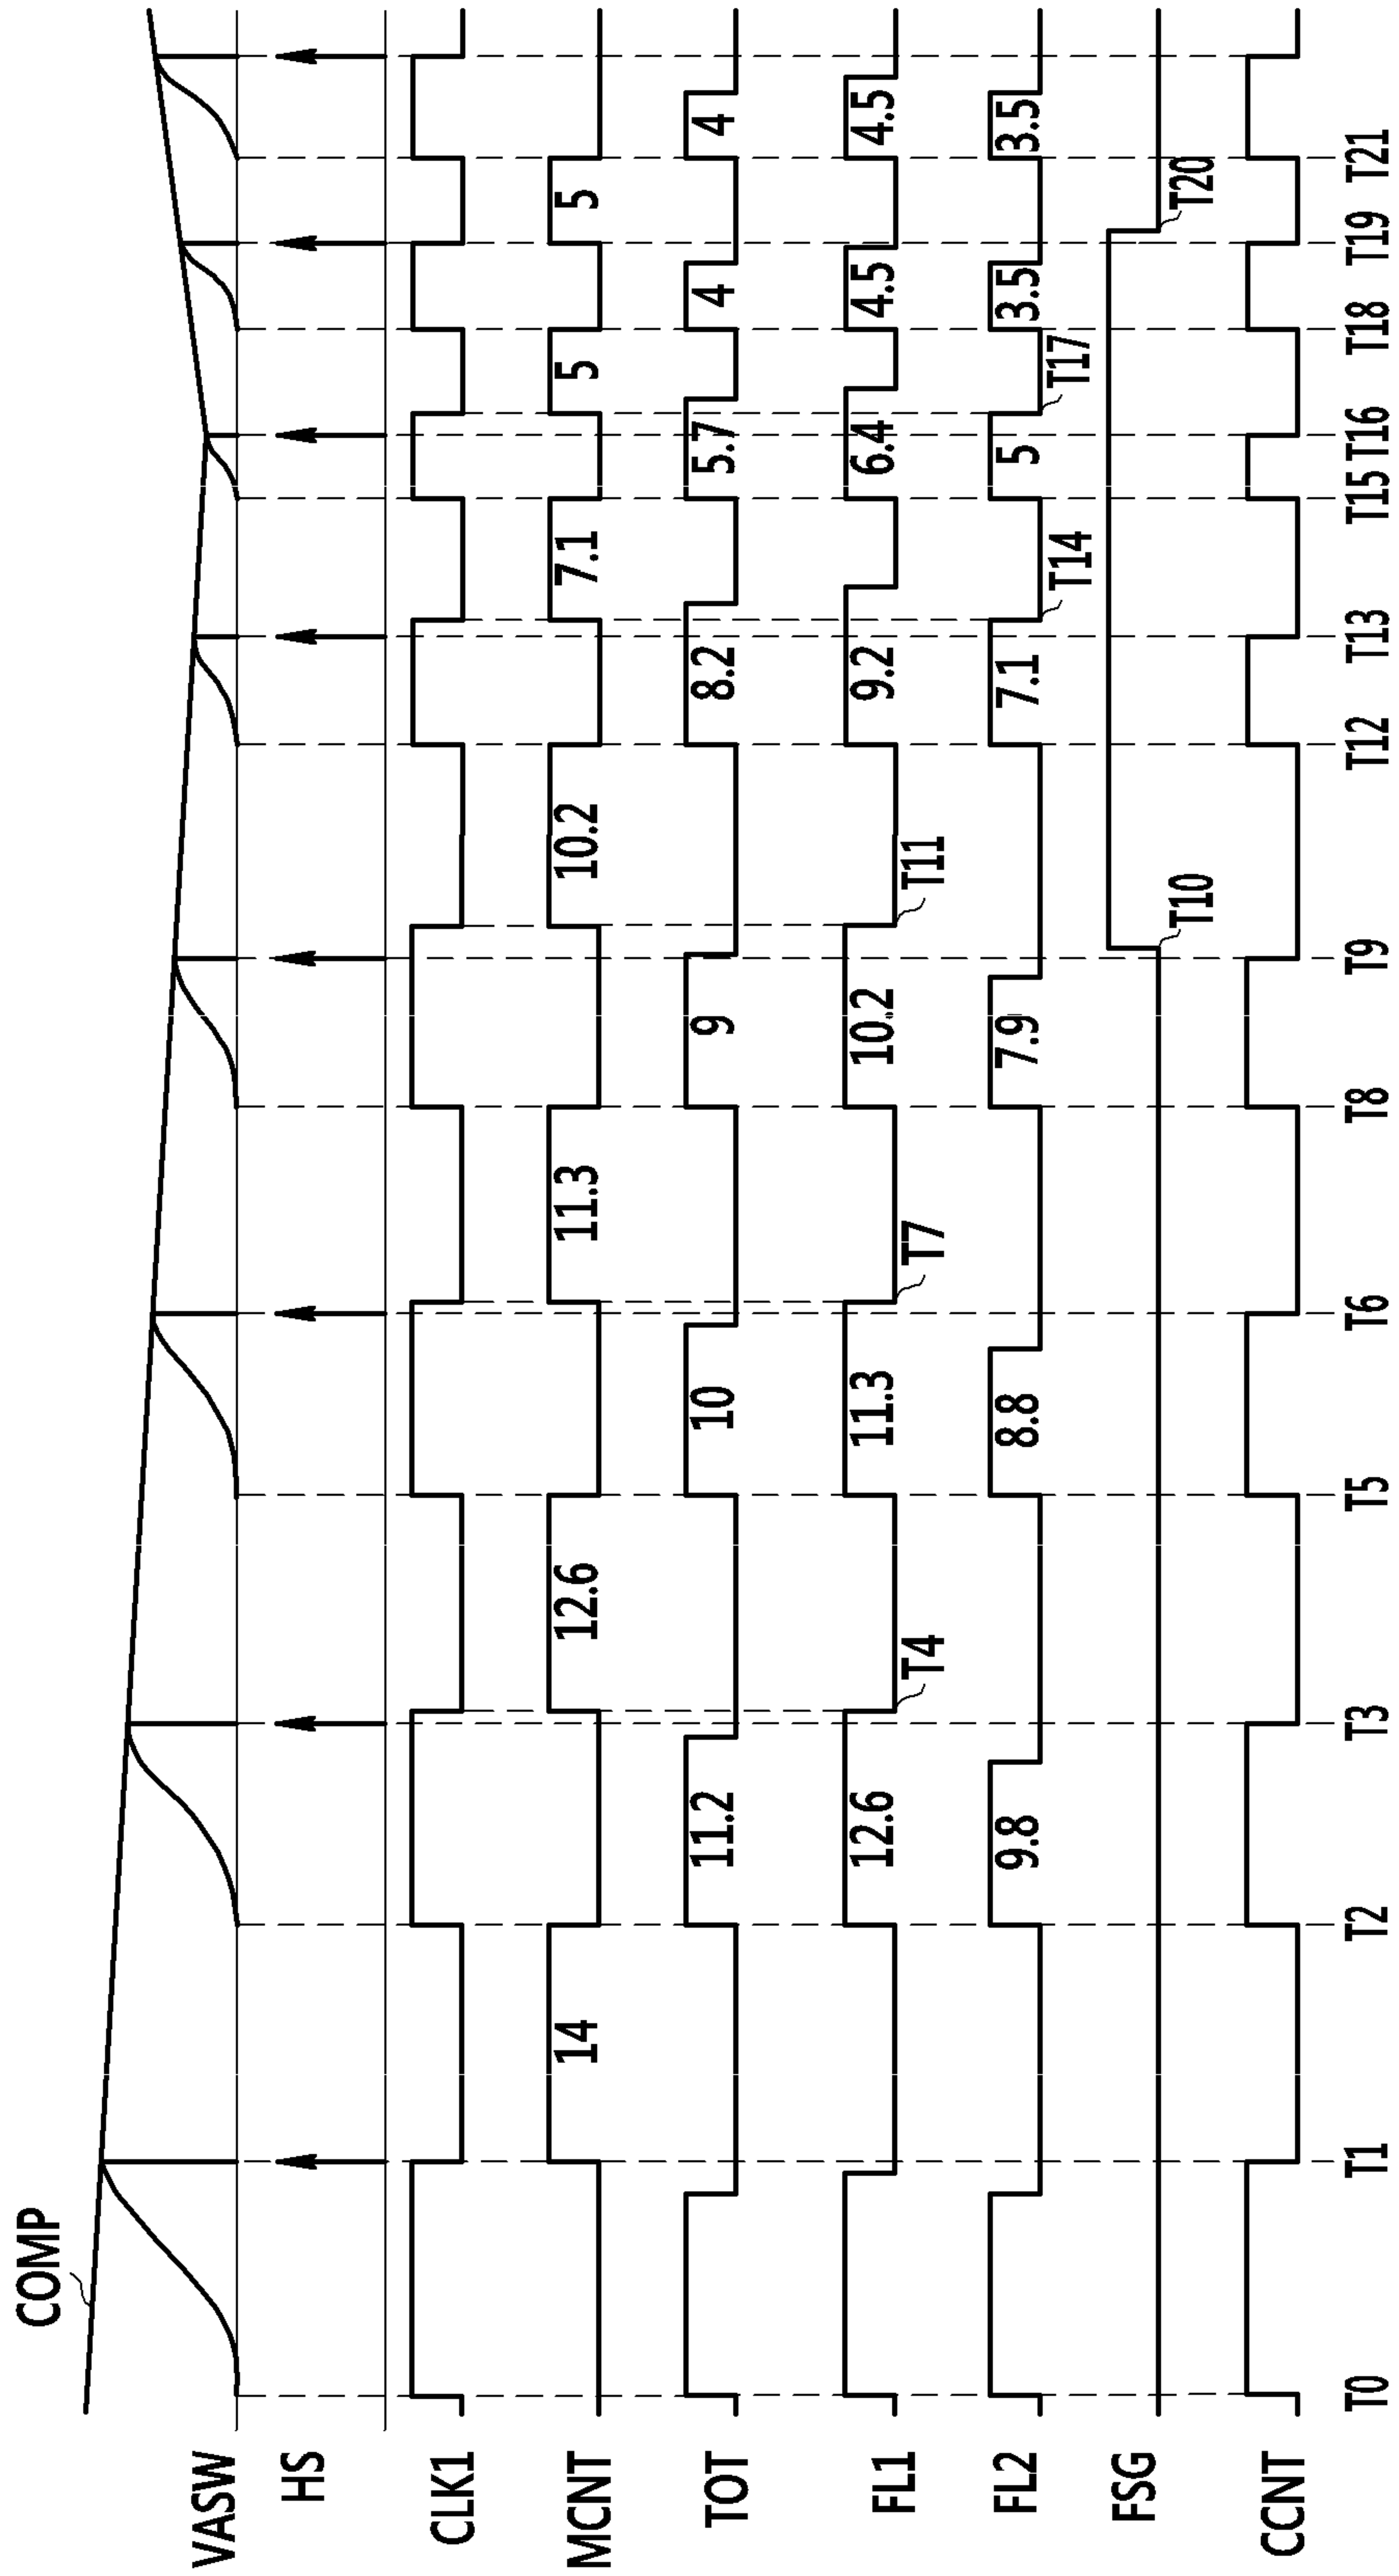 COMP
VASW
HS
CLK1
MCNT 14 12.6 11.3 10.2 7.1 5 5
TOT 11.2 10 9 8.2 5.7 4 4
FL1 12.6 11.3 10.2 9.2 6.4 4.5 4.5
T4 T7 T11
FL2 9.8 8.8 7.9 7.1 5 3.5 3.5
T14 T17
FSG
T10 T20
CCNT
T0 T1 T2 T3 T5 T6 T8 T9 T12 T13 T15 T16 T18 T19 T21